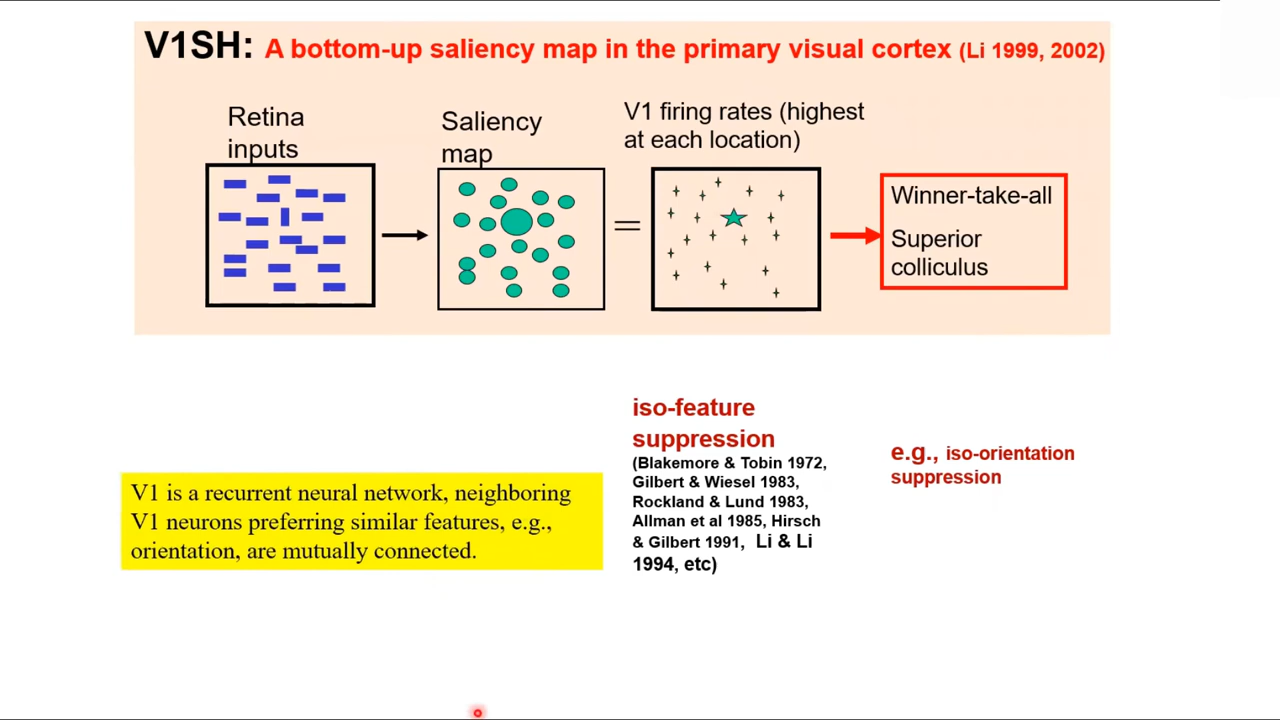 V1SH: A bottom-up saliency map in the primary visual cortex (Li 1999, 2002)
Retina
inputs
Saliency
map
V1 firing rates (highest
at each location)
=
Winner-take-all
Superior
colliculus
V1 is a recurrent neural network, neighboring
V1 neurons preferring similar features, e.g.,
orientation, are mutually connected.
iso-feature
suppression
(Blakemore & Tobin 1972,
Gilbert & Wiesel 1983,
Rockland & Lund 1983,
Allman et al 1985, Hirsch
& Gilbert 1991, Li & Li
1994, etc)
e.g., iso-orientation
suppression